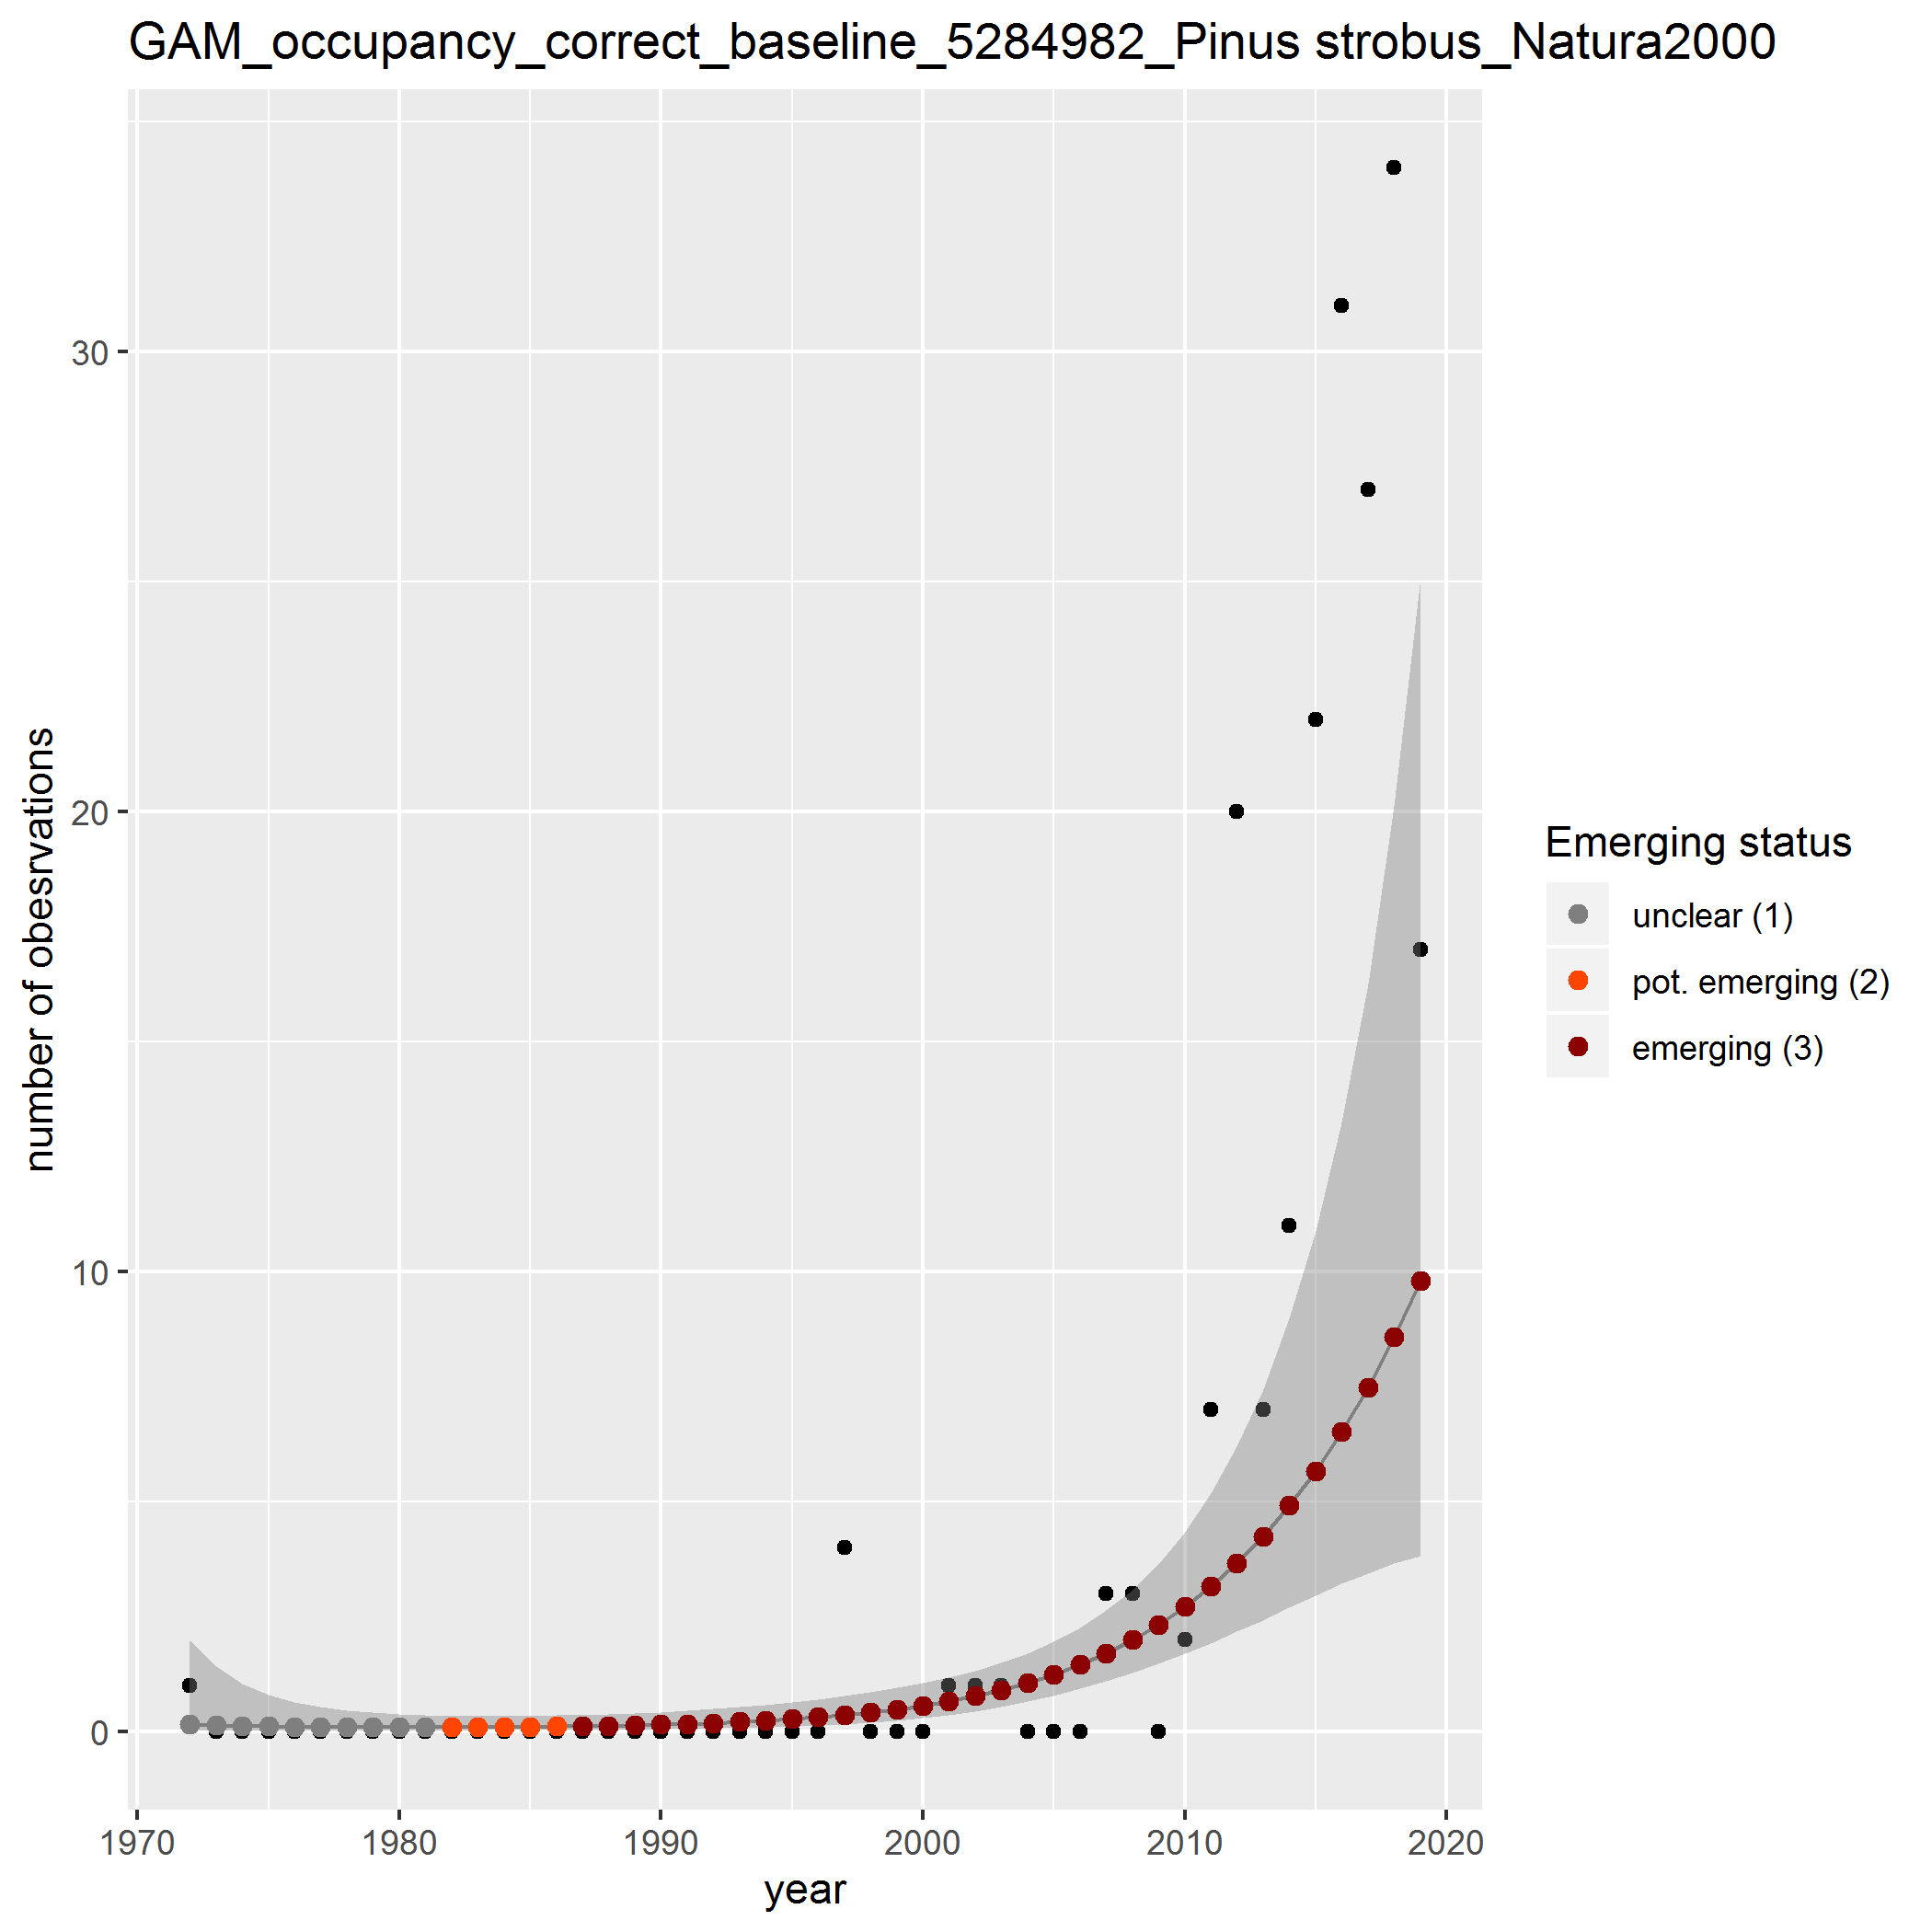 GAM_occupancy_correct_baseline_5284982_Pinus strobus_Natura2000
30
20
10
0
number of obesrvations
1970 1980 1990 2000 2010 2020
year
Emerging status
unclear (1)
pot. emerging (2)
emerging (3)